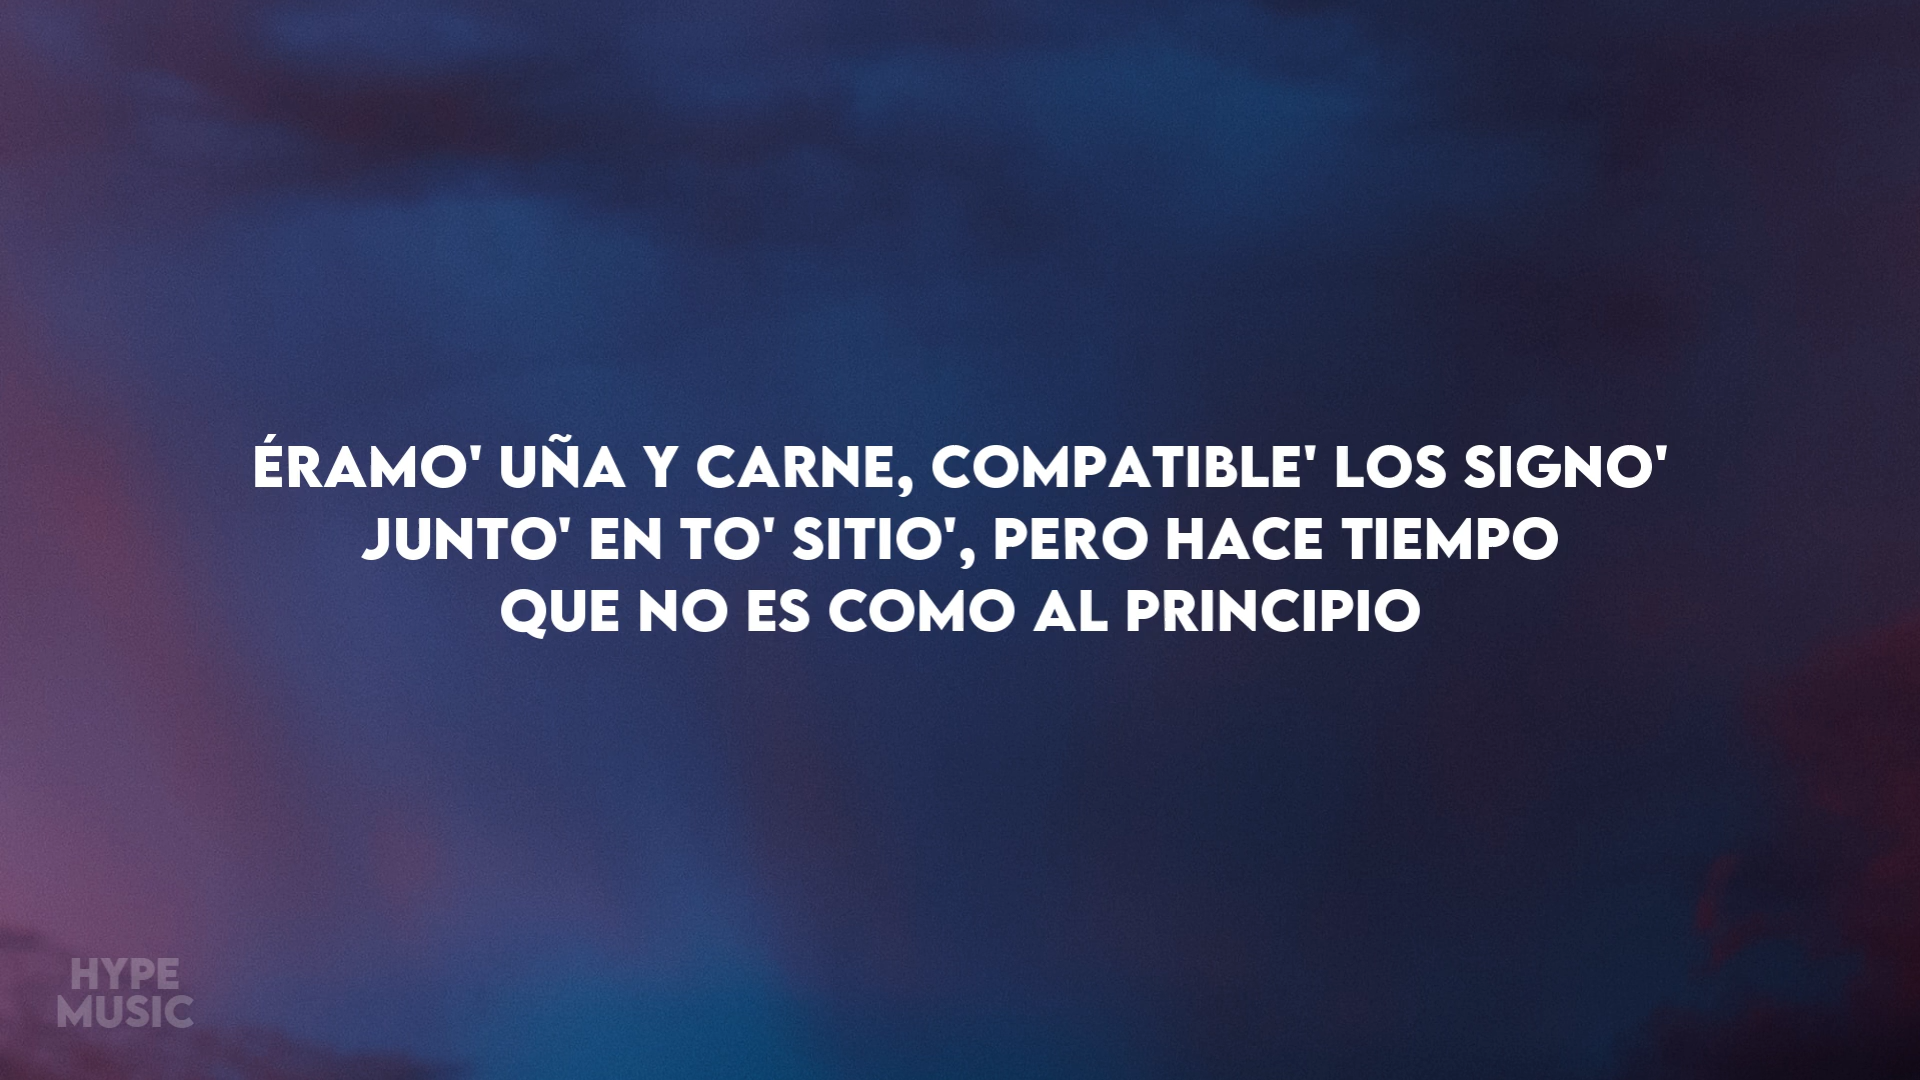 ÉRAMO' UÑA Y CARNE, COMPATIBLE' LOS SIGNO'
JUNTO' EN TO' SITIO', PERO HACE TIEMPO
QUE NO ES COMO AL PRINCIPIO
HYPE
MUSIC